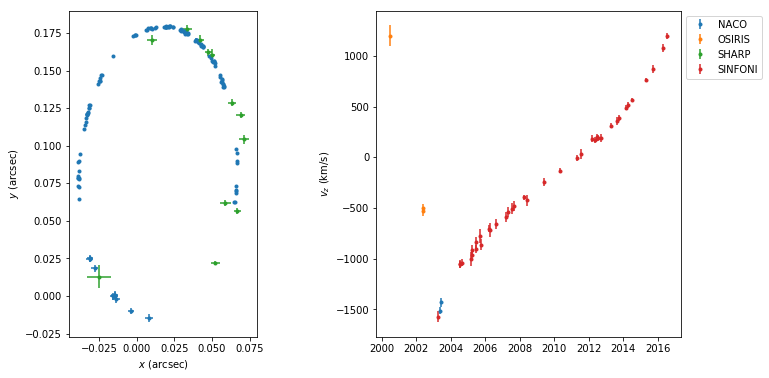 0.175
0.150
0.125
0.100
0.075
0.050
0.025
0.000
−0.025
y (arcsec)
−0.025 0.000 0.025 0.050 0.075
x (arcsec)
1000
500
0
−500
−1000
−1500
v_z (km/s)
2000 2002 2004 2006 2008 2010 2012 2014 2016
NACO
OSIRIS
SHARP
SINFONI